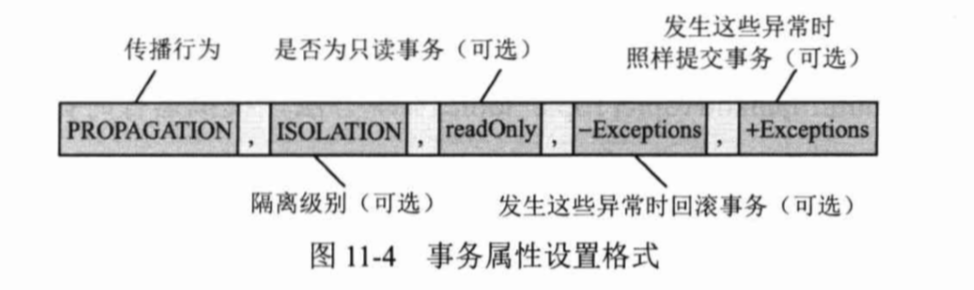 发生这些异常时
传播行为 是否为只读事务（可选） 照样提交事务（可选）
PROPAGATION , ISOLATION , readOnly , –Exceptions , +Exceptions
隔离级别（可选） 发生这些异常时回滚事务（可选）
图 11-4 事务属性设置格式